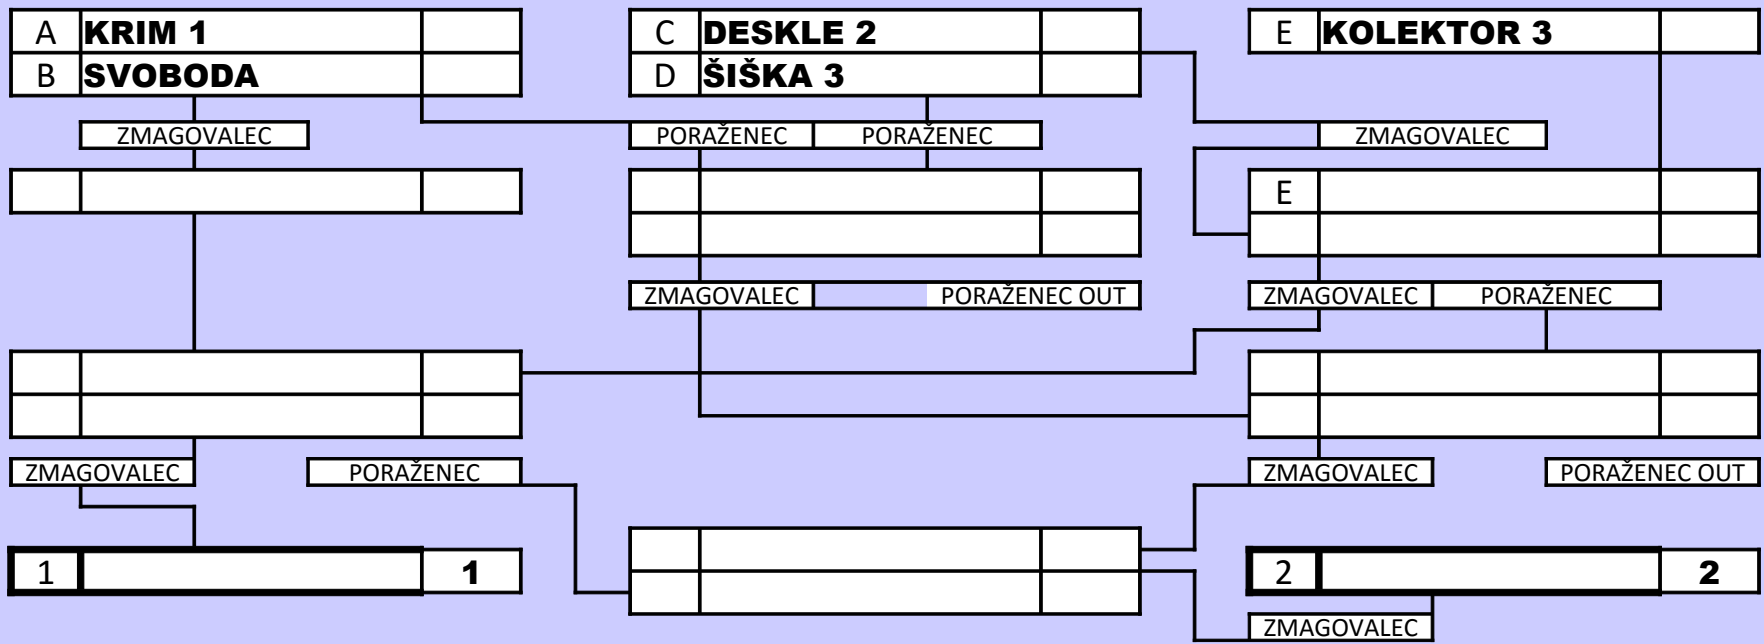 A KRIM 1 C DESKLE 2 E KOLEKTOR 3
B SVOBODA D ŠIŠKA 3
ZMAGOVALEC PORAŽENEC PORAŽENEC ZMAGOVALEC
E
ZMAGOVALEC PORAŽENEC OUT ZMAGOVALEC PORAŽENEC
ZMAGOVALEC PORAŽENEC ZMAGOVALEC PORAŽENEC OUT
1 1 2 2
ZMAGOVALEC